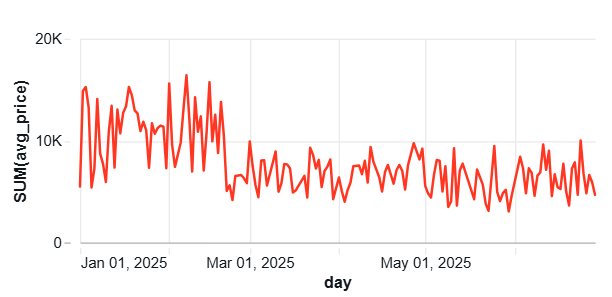 20K
10K
0
SUM(avg_price)
Jan 01, 2025
Mar 01, 2025
May 01, 2025
day